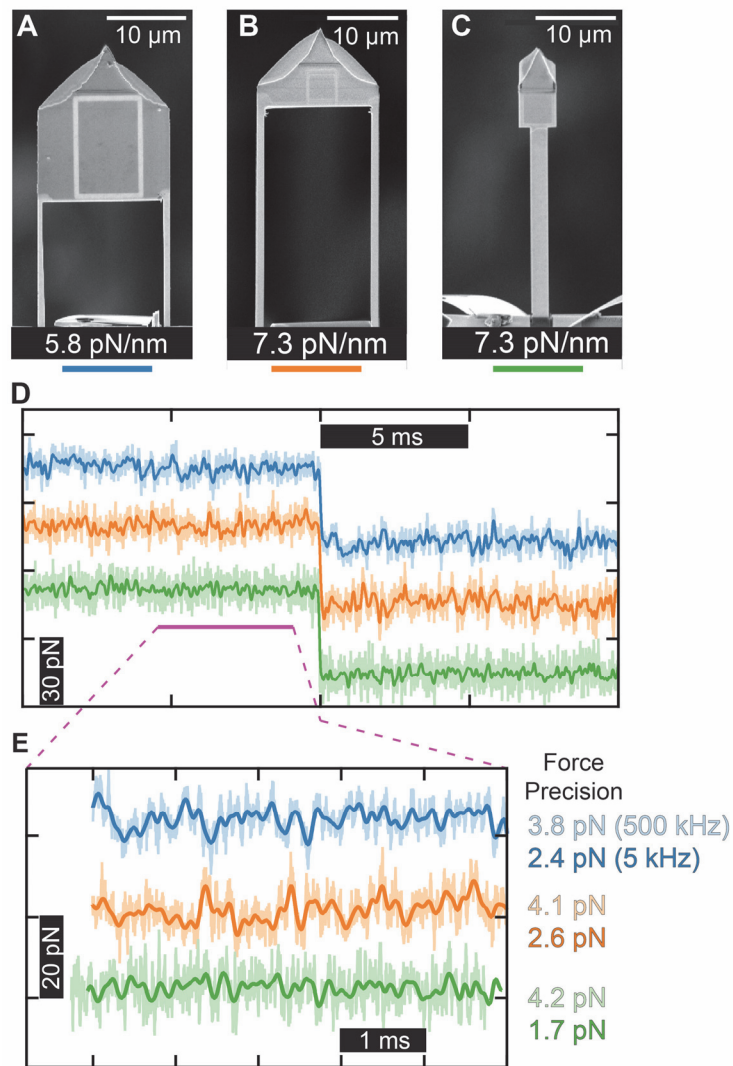 A
10 µm
B
10 µm
C
10 µm
5.8 pN/nm
7.3 pN/nm
7.3 pN/nm
D
5 ms
30 pN
E
Force
Precision
3.8 pN (500 kHz)
2.4 pN (5 kHz)
4.1 pN
2.6 pN
20 pN
4.2 pN
1.7 pN
1 ms